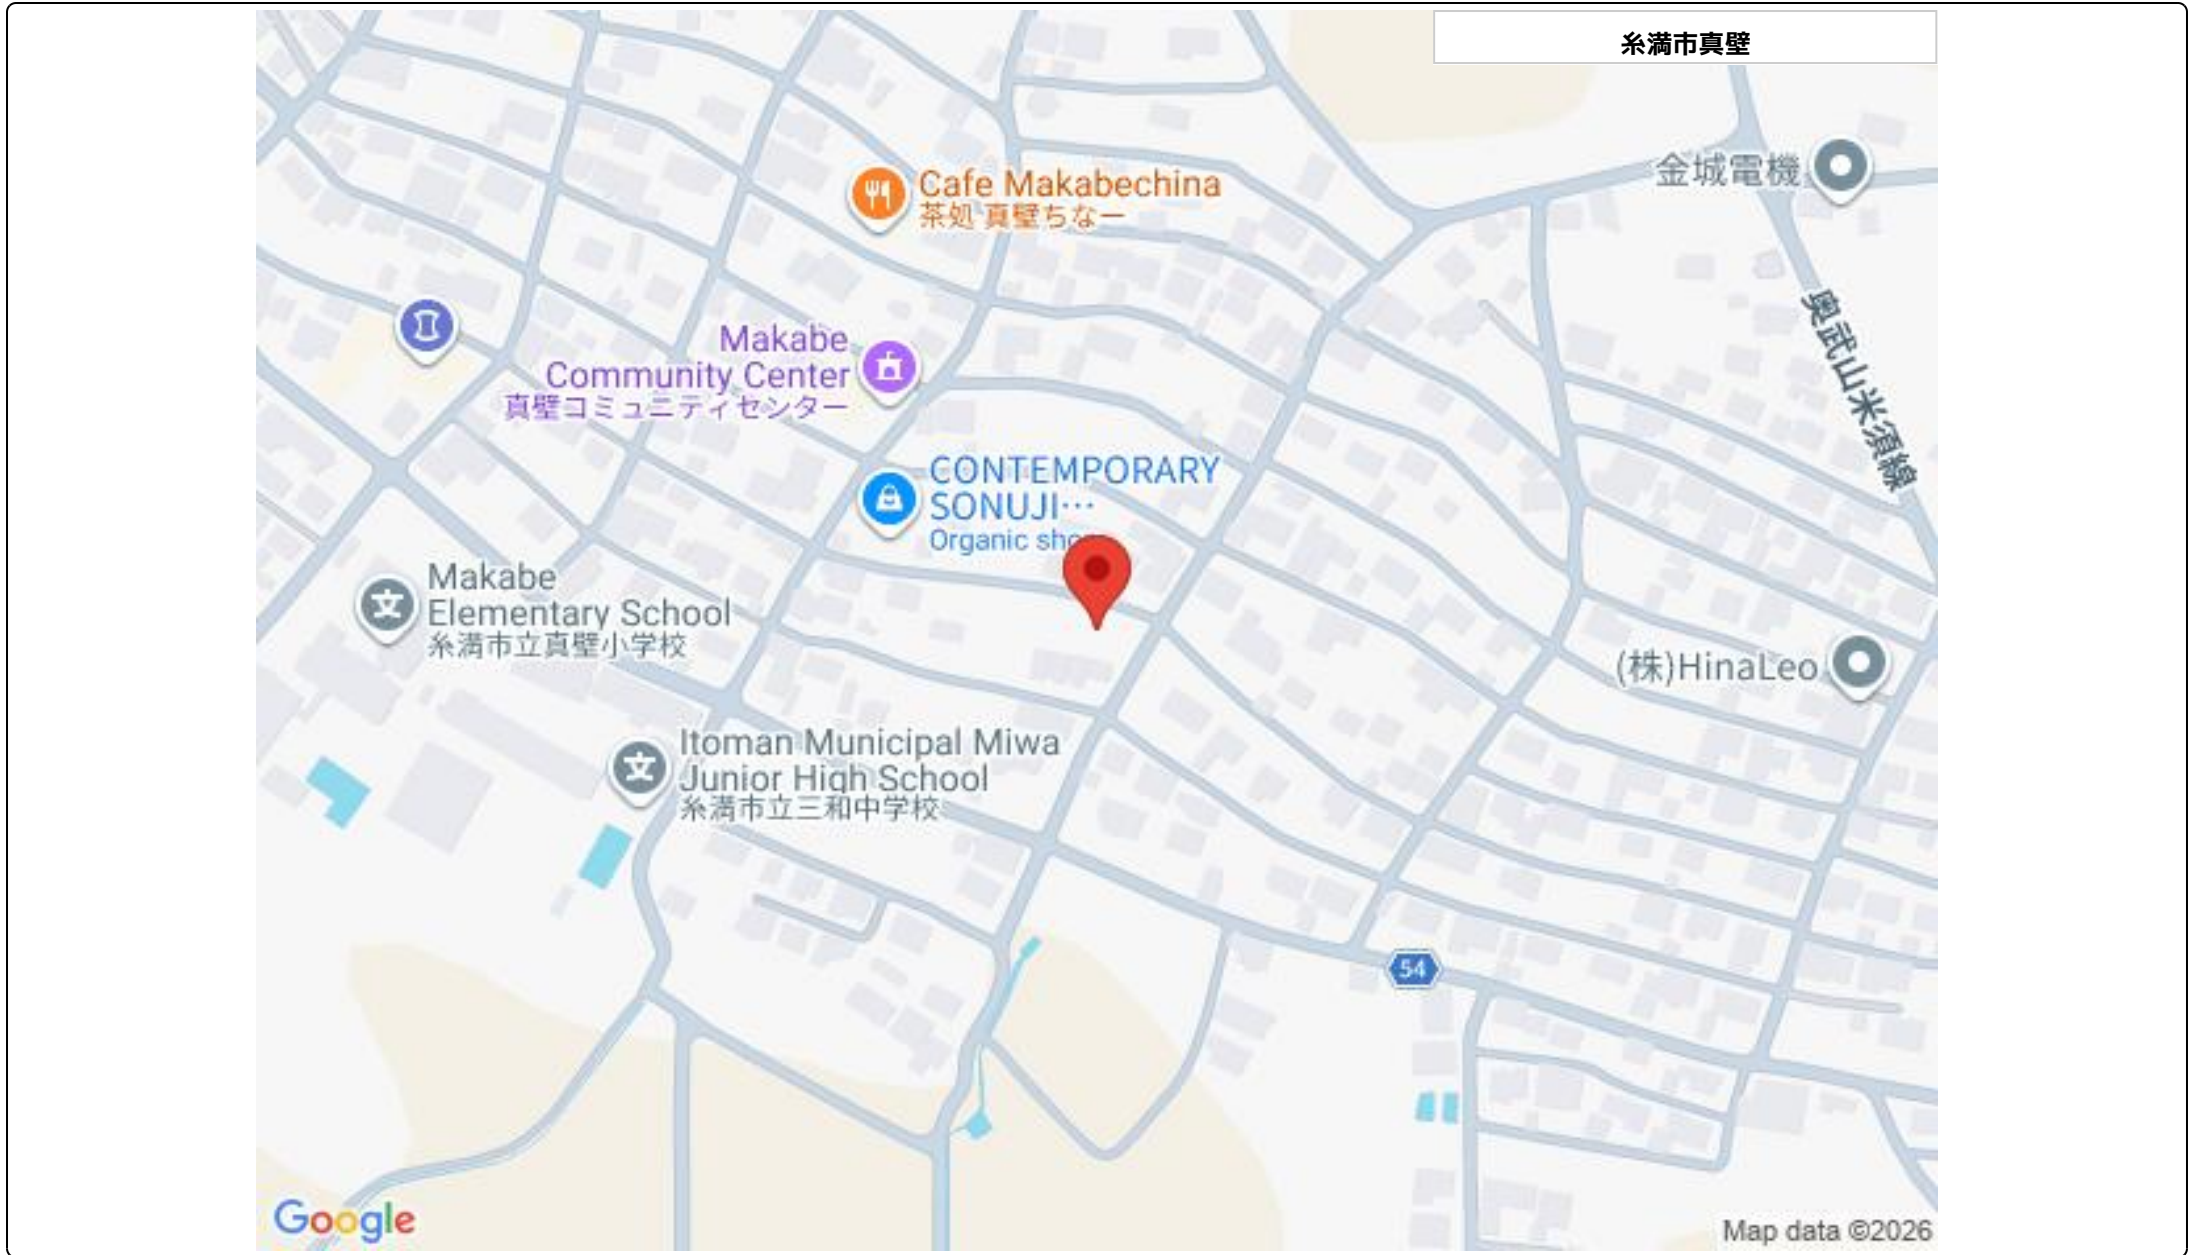 糸満市真壁
金城電機
Cafe Makabechina
茶処 真壁ちなー
奥武山米須線
Makabe
Community Center
真壁コミュニティセンター
CONTEMPORARY
SONUJI…
Organic sho
Makabe
Elementary School
糸満市立真壁小学校
(株)HinaLeo
Itoman Municipal Miwa
Junior High School
糸満市立三和中学校
54
Google
Map data ©2026